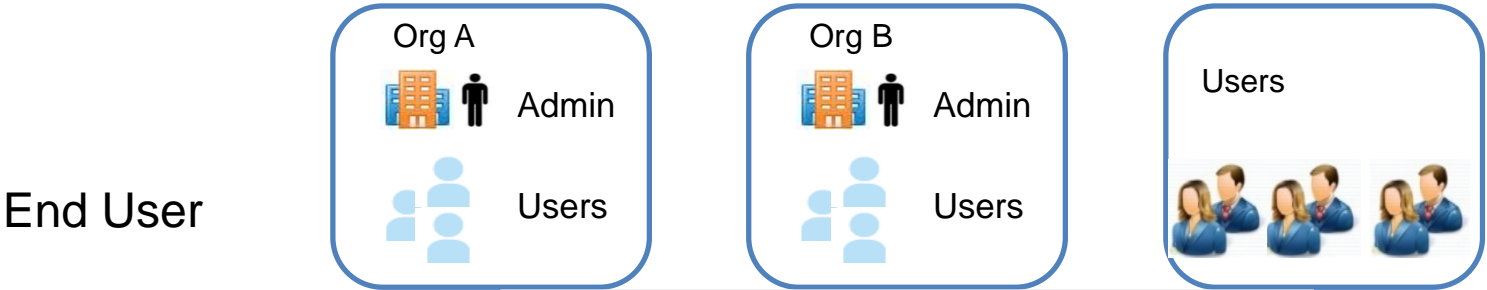 End User
Org A
Admin
Users
Org B
Admin
Users
Users